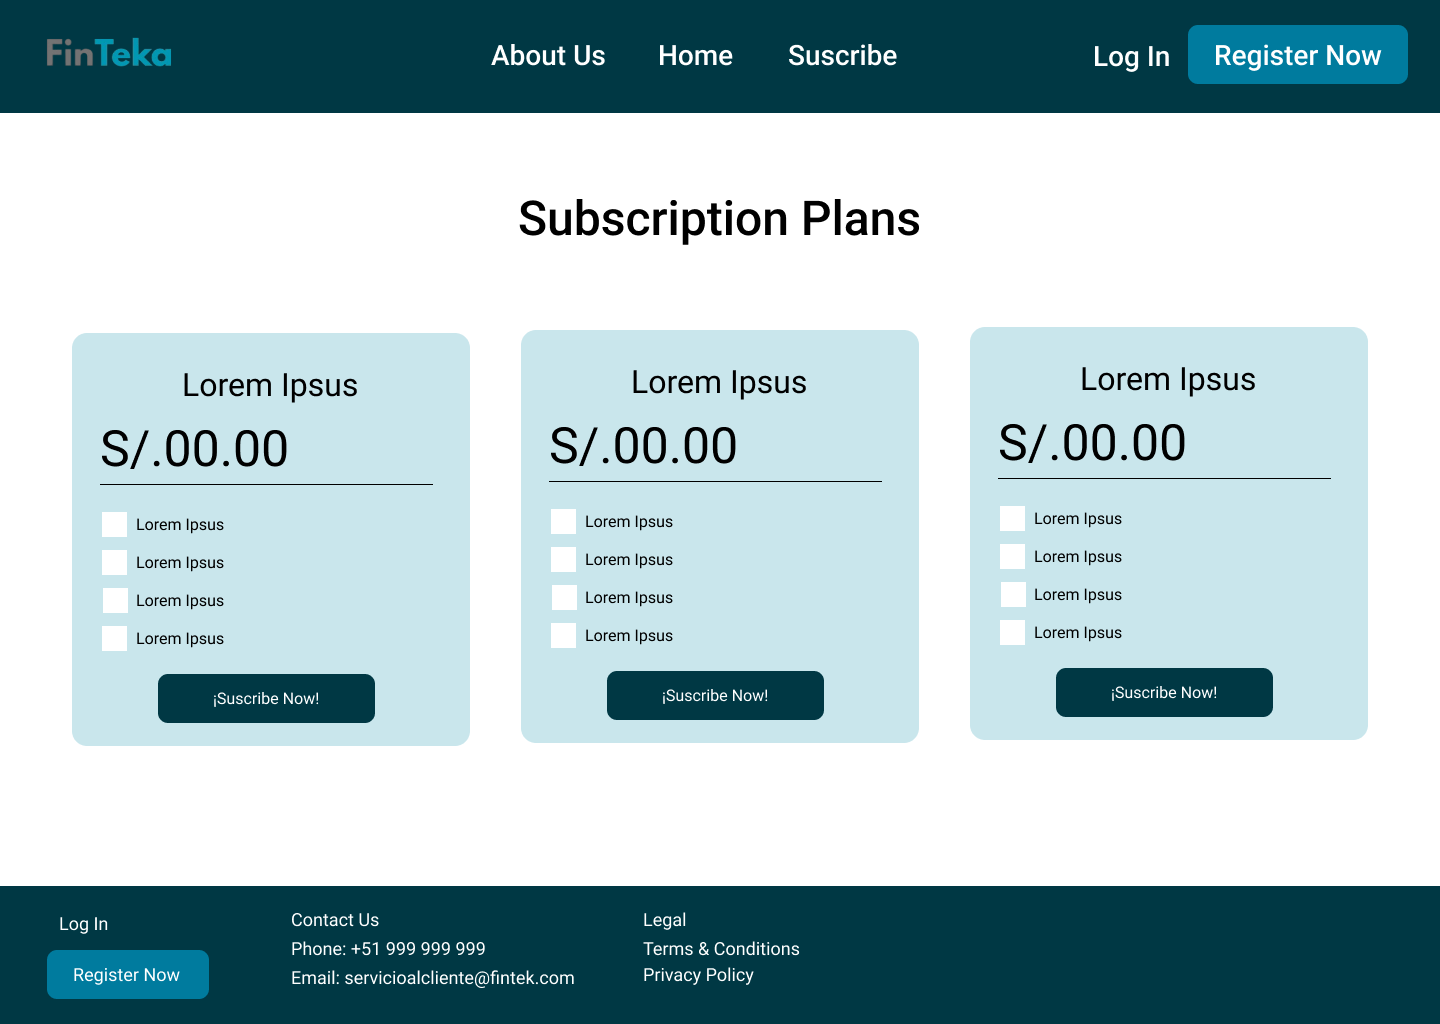 FinTeka
About Us Home Suscribe
Log In Register Now
Subscription Plans
Lorem Ipsus
S/.00.00
Lorem Ipsus
Lorem Ipsus
Lorem Ipsus
Lorem Ipsus
¡Suscribe Now!
Lorem Ipsus
S/.00.00
Lorem Ipsus
Lorem Ipsus
Lorem Ipsus
Lorem Ipsus
¡Suscribe Now!
Lorem Ipsus
S/.00.00
Lorem Ipsus
Lorem Ipsus
Lorem Ipsus
Lorem Ipsus
¡Suscribe Now!
Log In
Register Now
Contact Us
Phone: +51 999 999 999
Email: servicioalcliente@fintek.com
Legal
Terms & Conditions
Privacy Policy